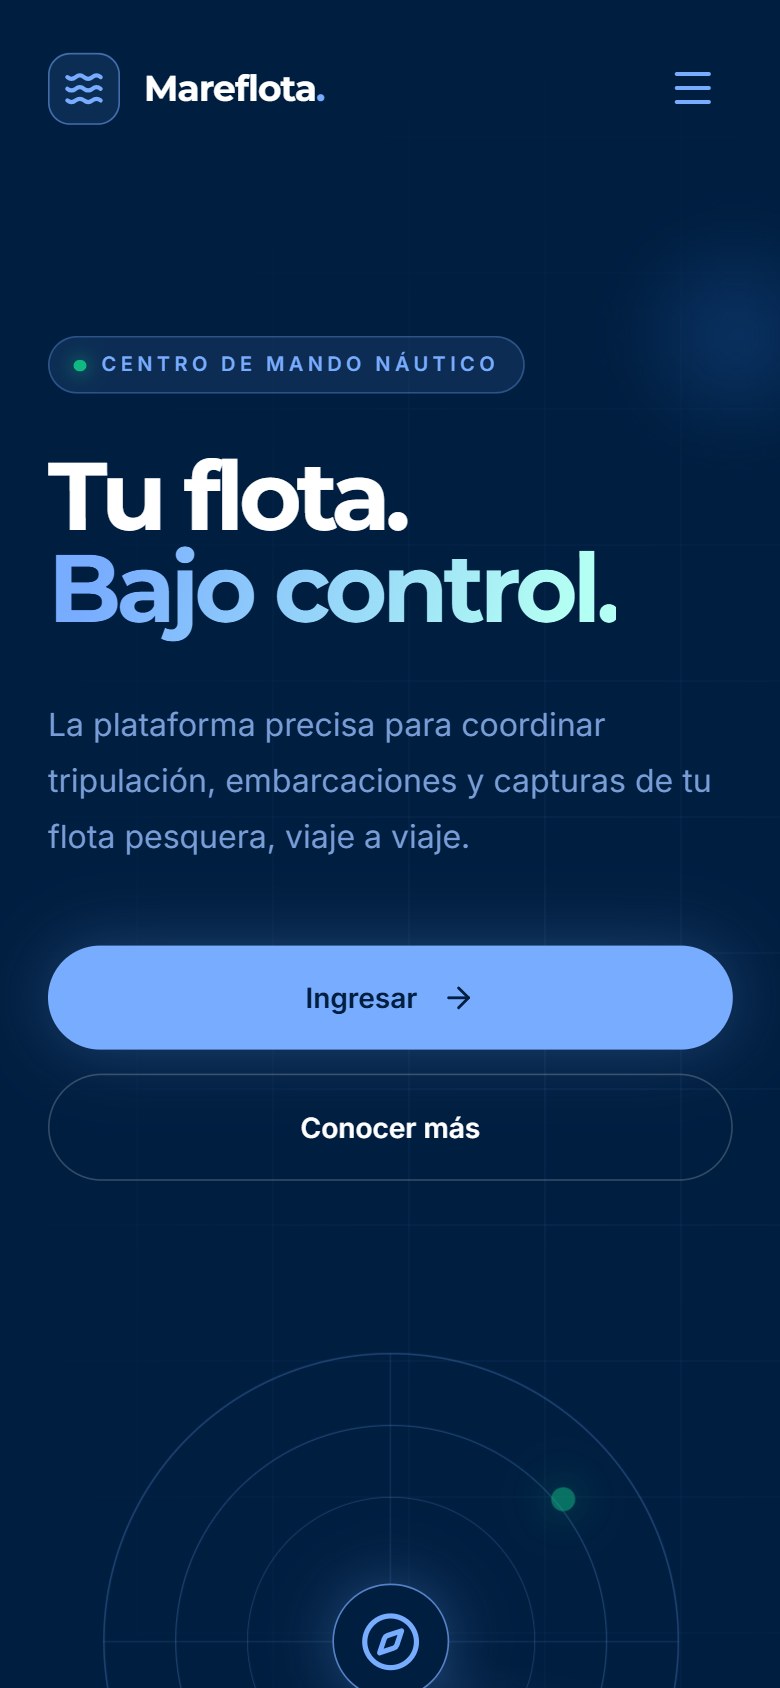 Mareflota.
CENTRO DE MANDO NÁUTICO
Tu flota.
Bajo control.
La plataforma precisa para coordinar
tripulación, embarcaciones y capturas de tu
flota pesquera, viaje a viaje.
Ingresar →
Conocer más